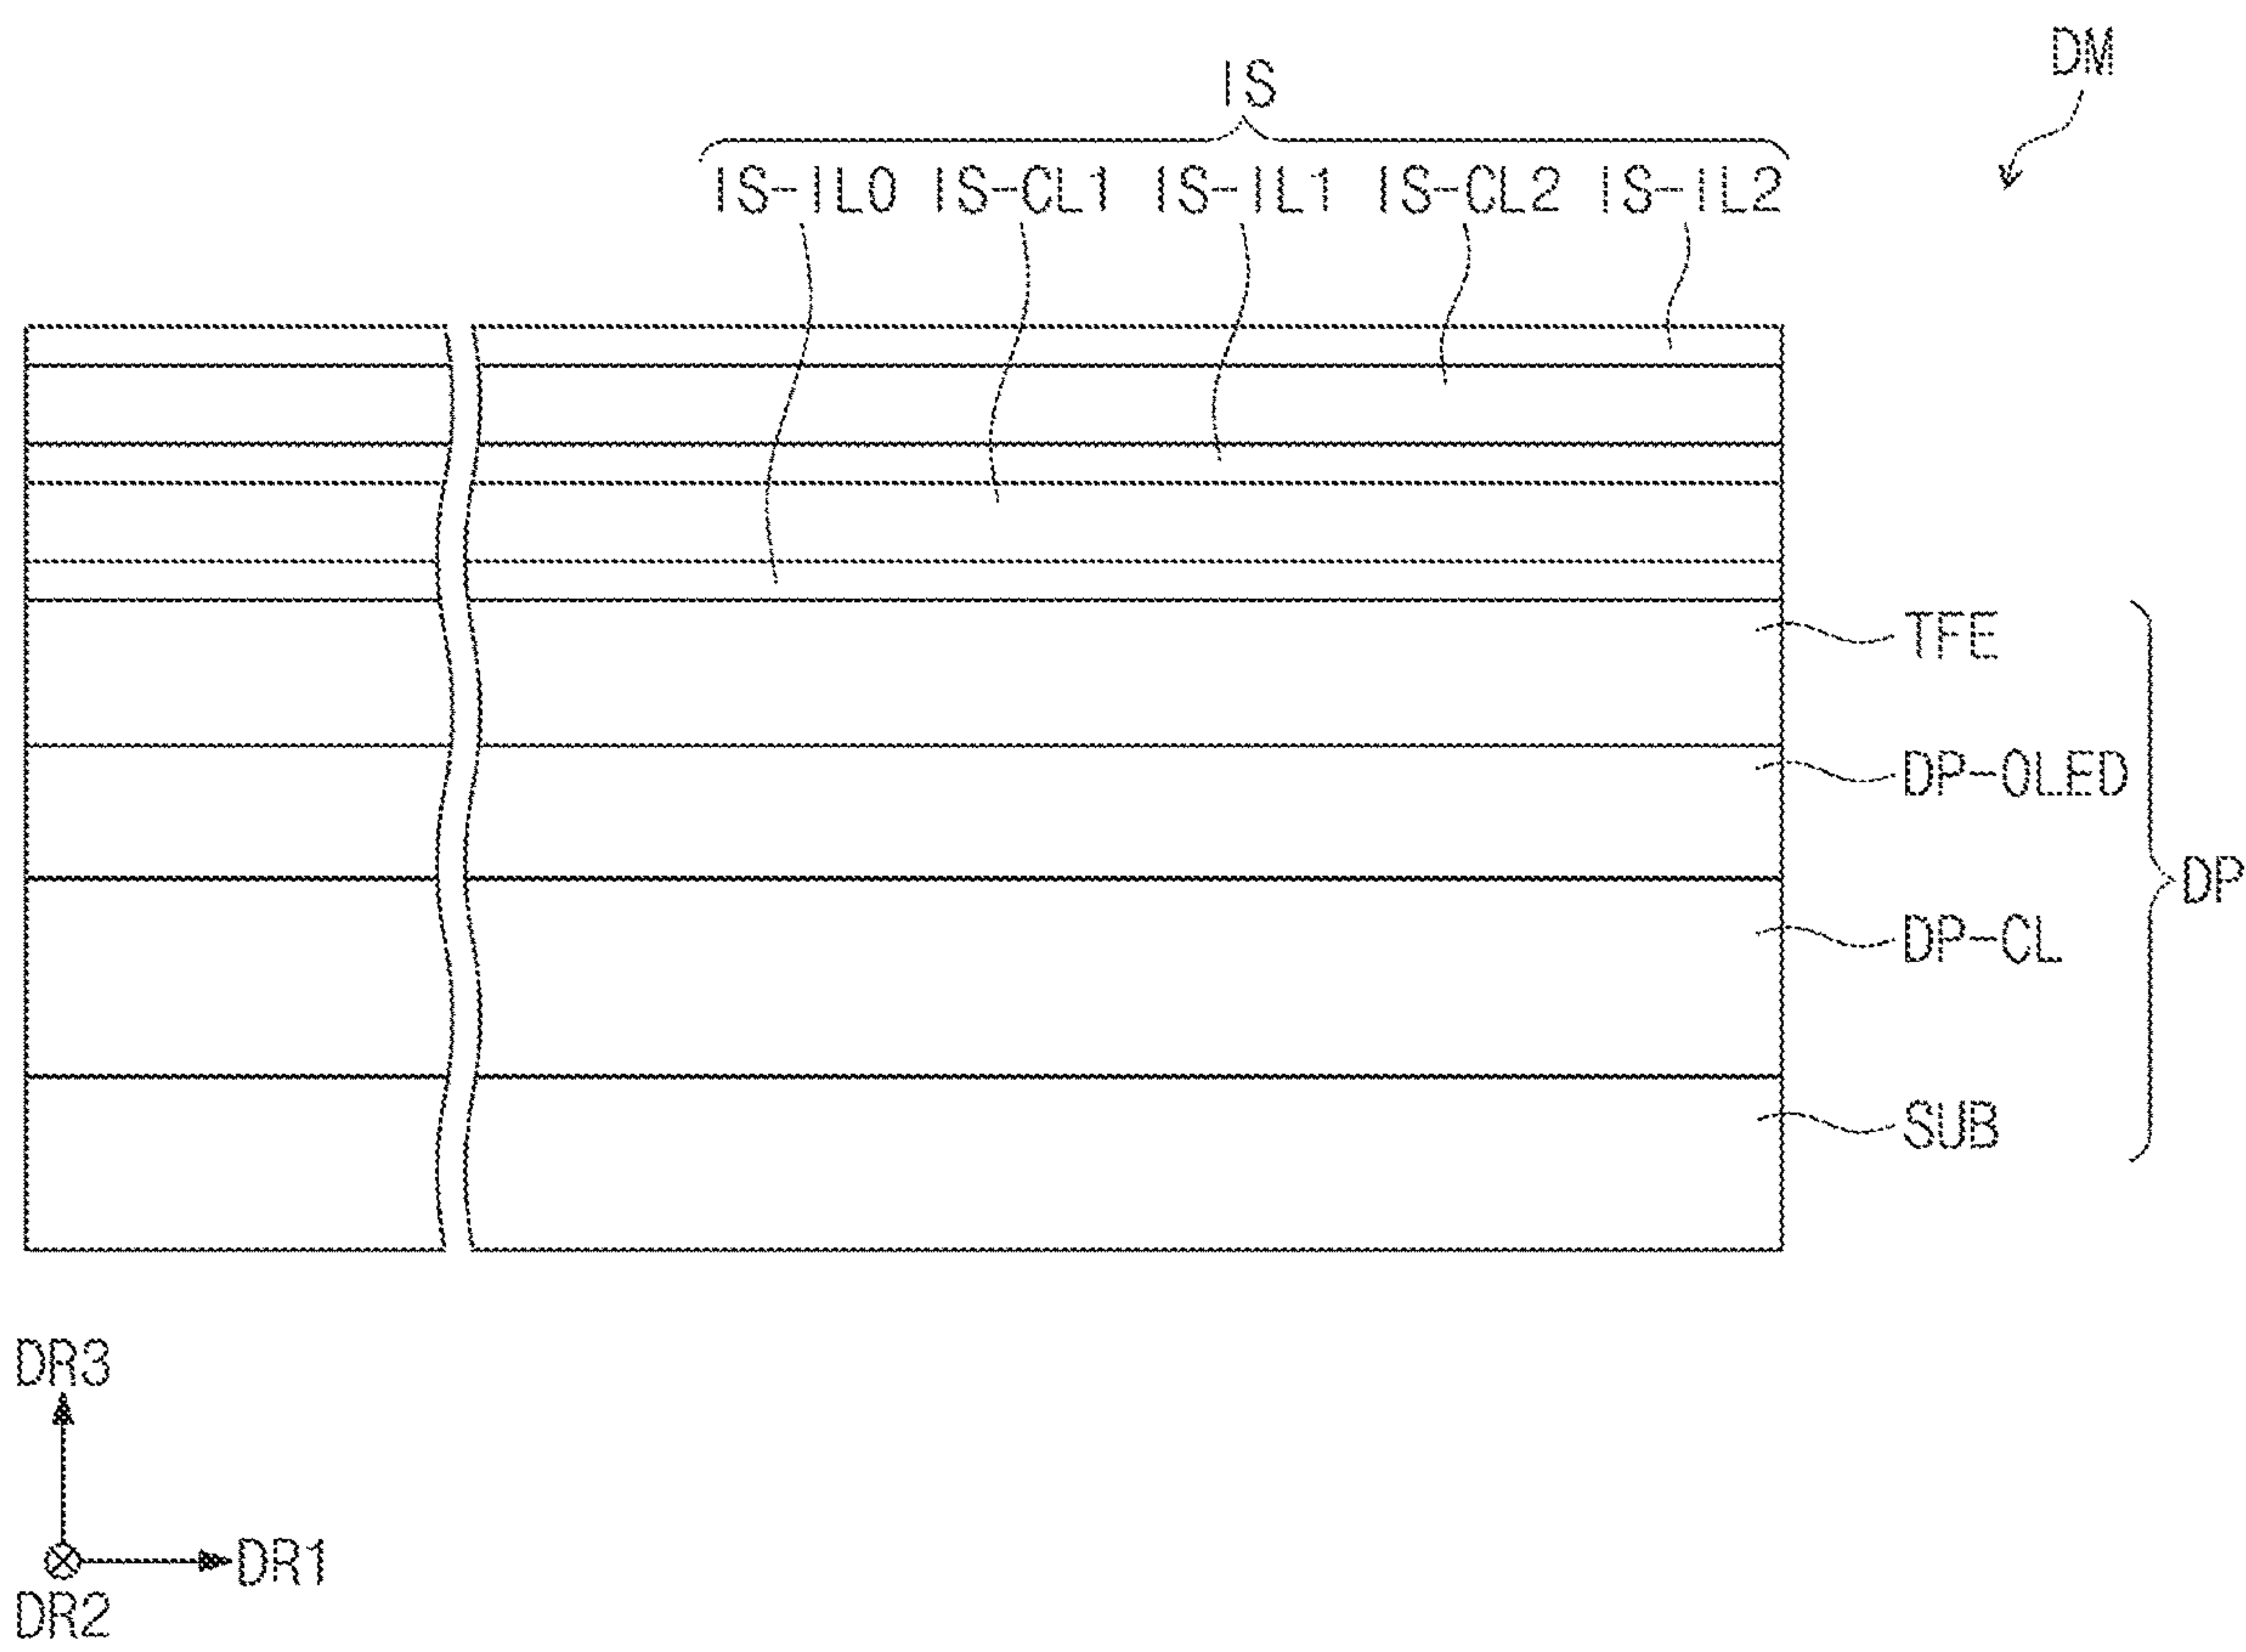 DM
IS
IS-IL0 IS-CL1 IS-IL1 IS-CL2 IS-IL2
TFE
DP-OLED
DP
DP-CL
SUB
DR3
DR1
DR2